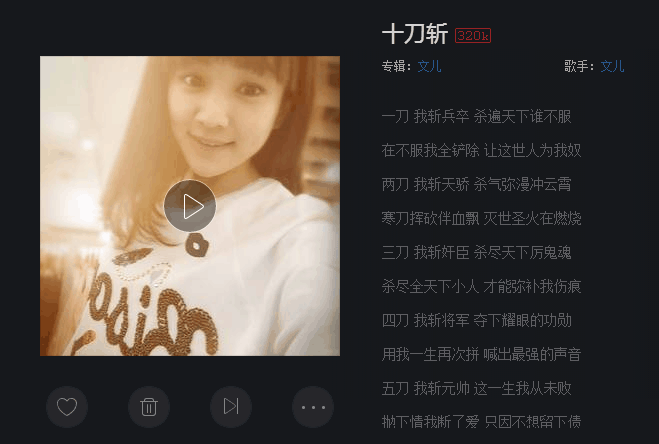 十刀斩 320k
专辑：文儿 歌手：文儿
一刀 我斩兵卒 杀遍天下谁不服
在不服我全铲除 让这世人为我奴
两刀 我斩天骄 杀气弥漫冲云霄
寒刀挥砍伴血飘 灭世圣火在燃烧
三刀 我斩奸臣 杀尽天下厉鬼魂
杀尽全天下小人 才能弥补我伤痕
四刀 我斩将军 夺下耀眼的功勋
用我一生再次拼 喊出最强的声音
五刀 我斩元帅 这一生我从未败
抛下情我断了爱 只因不想留下债